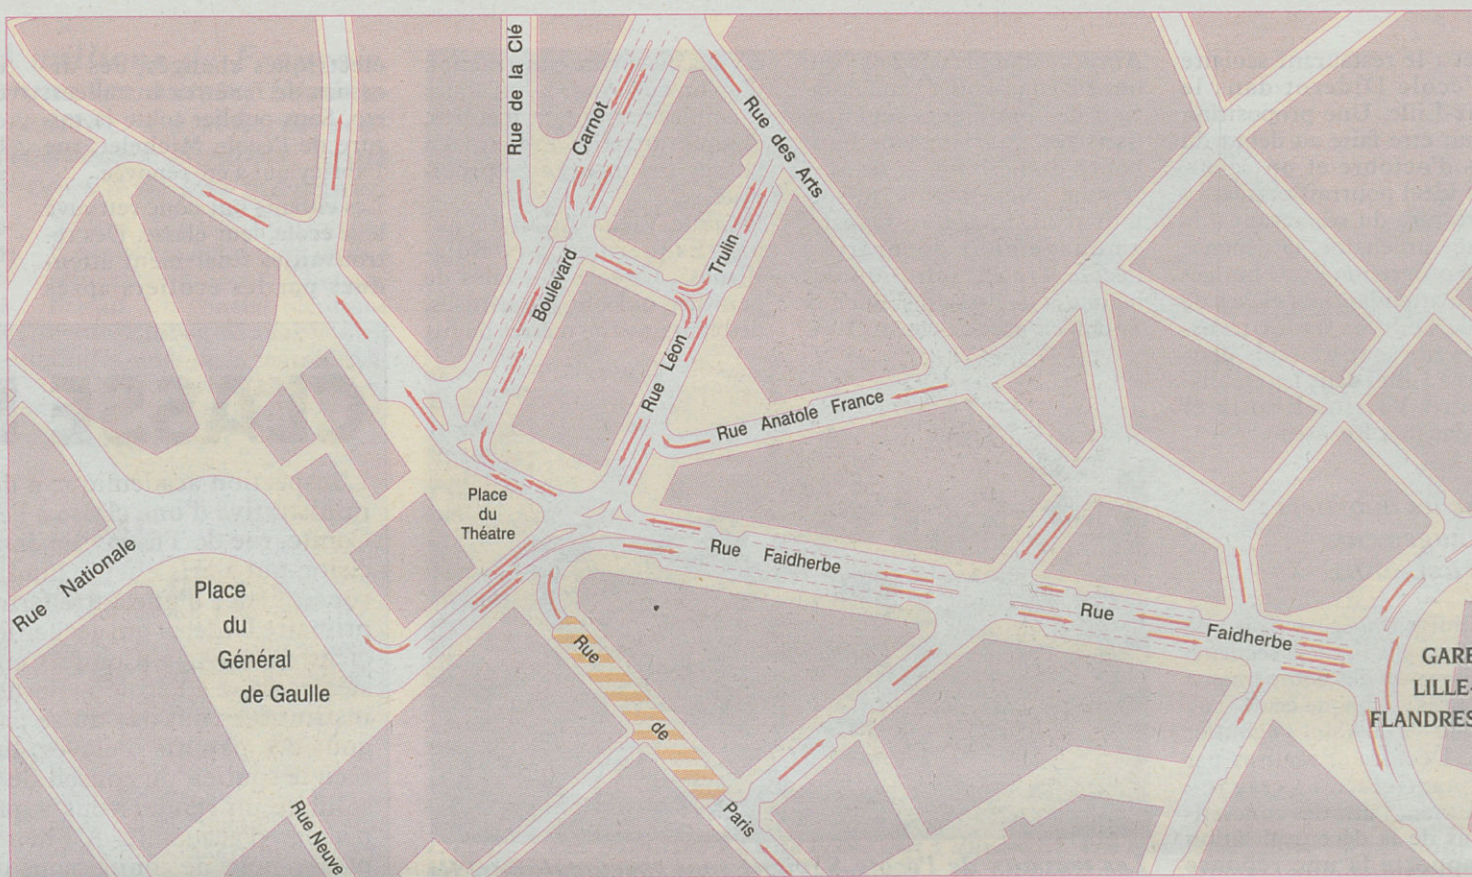 Rue de la Clé
Carnot
Rue des Arts
Boulevard
Trulin
Rue Léon
Rue Anatole France
Place
du
Théatre
Rue Faidherbe
Rue Nationale
Place
du
Général
de Gaulle
Rue
Faidherbe
Rue
de
Paris
GARE
LILLE-
FLANDRES
Rue Neuve